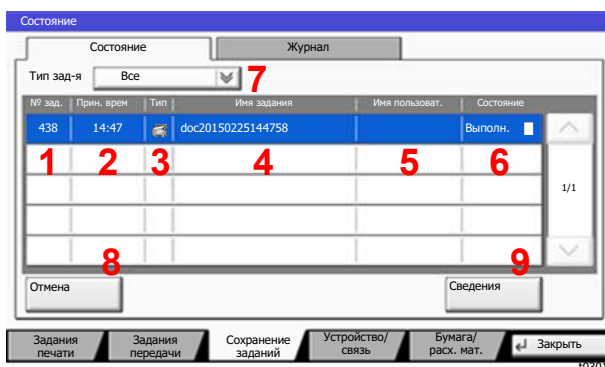 Состояние
Состояние Журнал
Тип зад-я Все 7
№ зад. Прин. врем Тип Имя задания Имя пользоват. Состояние
438 14:47 doc20150225144758 Выполн.
1 2 3 4 5 6
1/1
8 9
Отмена Сведения
Задания печати Задания передачи Сохранение заданий Устройство/ связь Бумага/ расх. мат. Закрыть